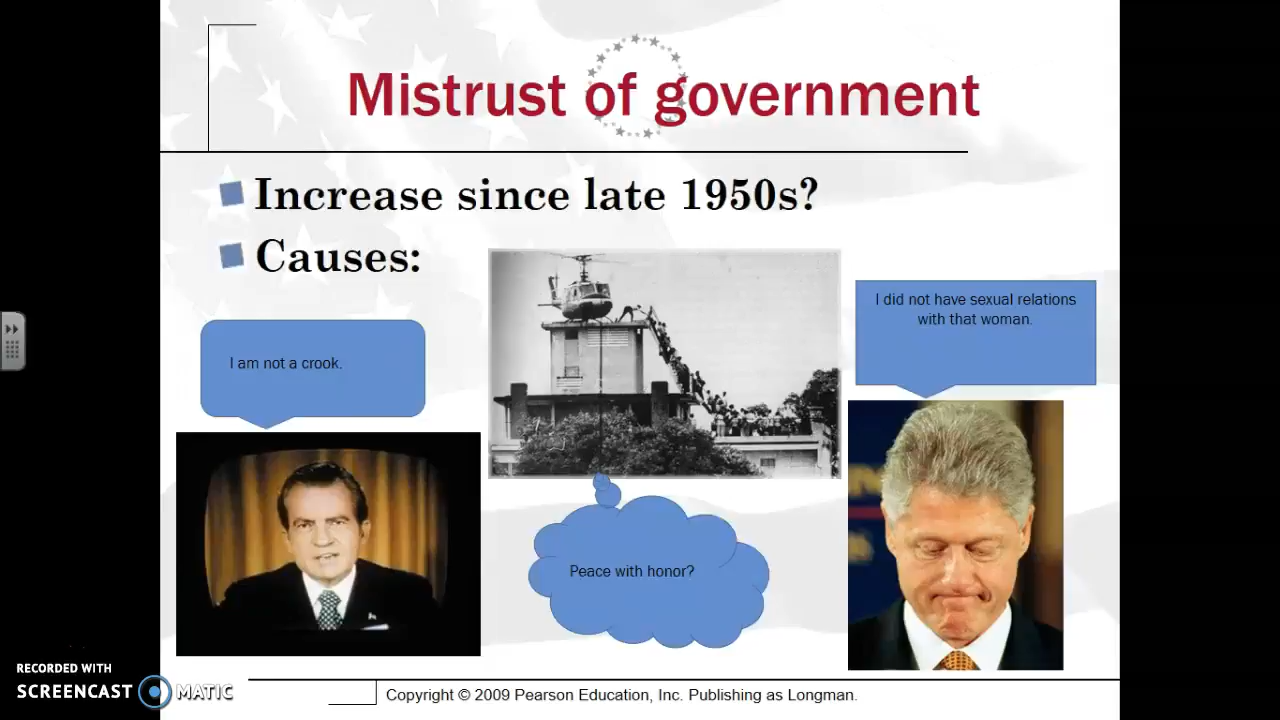 Mistrust of government
Increase since late 1950s?
Causes:
I am not a crook.
I did not have sexual relations
with that woman.
Peace with honor?
RECORDED WITH
SCREENCAST MATIC
Copyright © 2009 Pearson Education, Inc. Publishing as Longman.